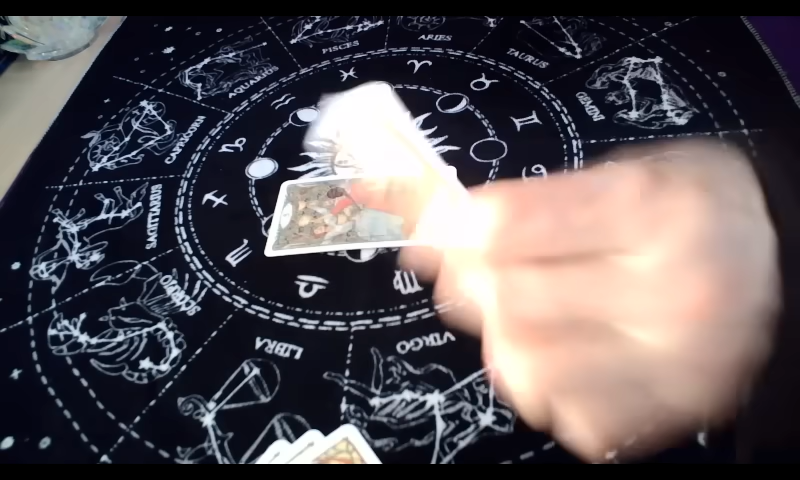 PISCES
ARIES
TAURUS
AQUARIUS
GEMINI
CAPRICORN
SAGITTARIUS
SCORPIO
LIBRA
VIRGO